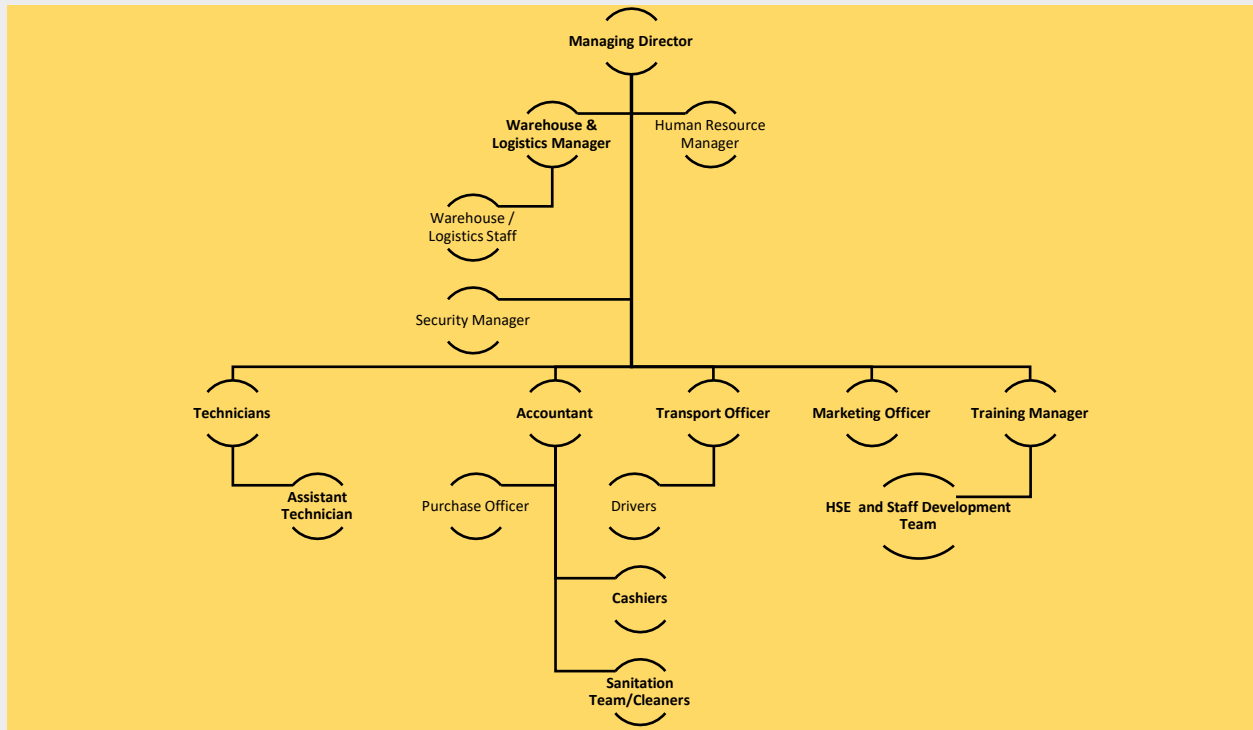 Managing Director
Warehouse &
Logistics Manager
Human Resource
Manager
Warehouse /
Logistics Staff
Security Manager
Technicians
Accountant
Transport Officer
Marketing Officer
Training Manager
Assistant
Technician
Purchase Officer
Drivers
HSE and Staff Development
Team
Cashiers
Sanitation
Team/Cleaners